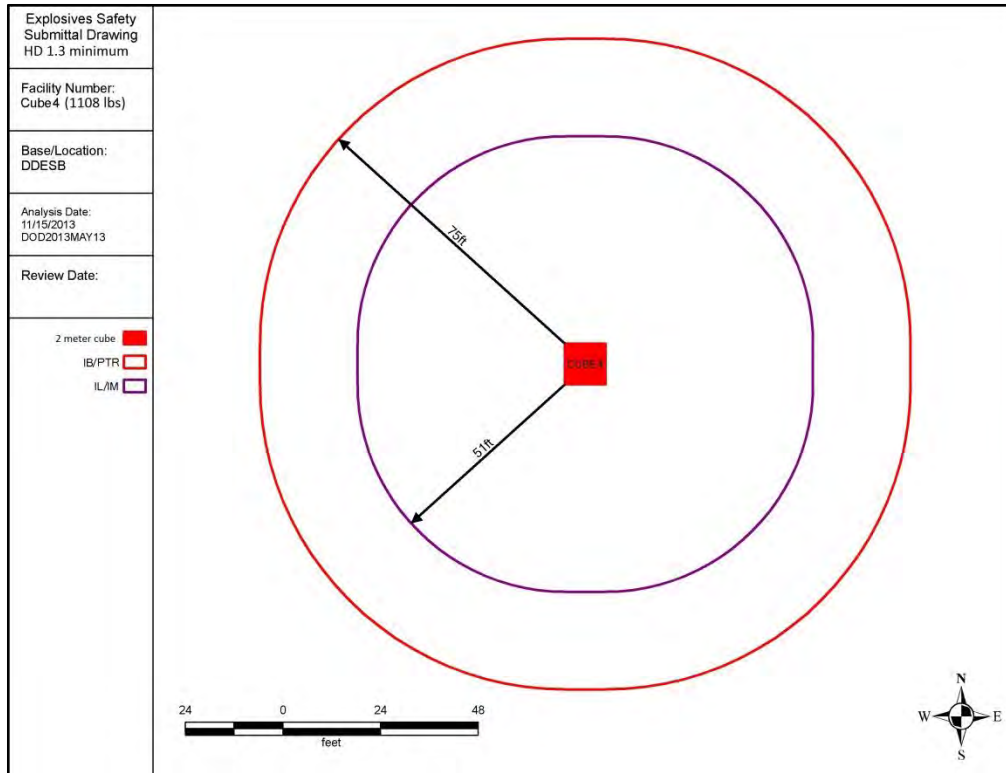 Explosives Safety
Submittal Drawing
HD 1.3 minimum
Facility Number:
Cube4 (1108 lbs)
Base/Location:
DDESB
Analysis Date:
11/15/2013
DOD2013MAY13
Review Date:
2 meter cube
IB/PTR
IL/IM
75ft
CUBE4
51ft
24 0 24 48
feet
N
W E
S